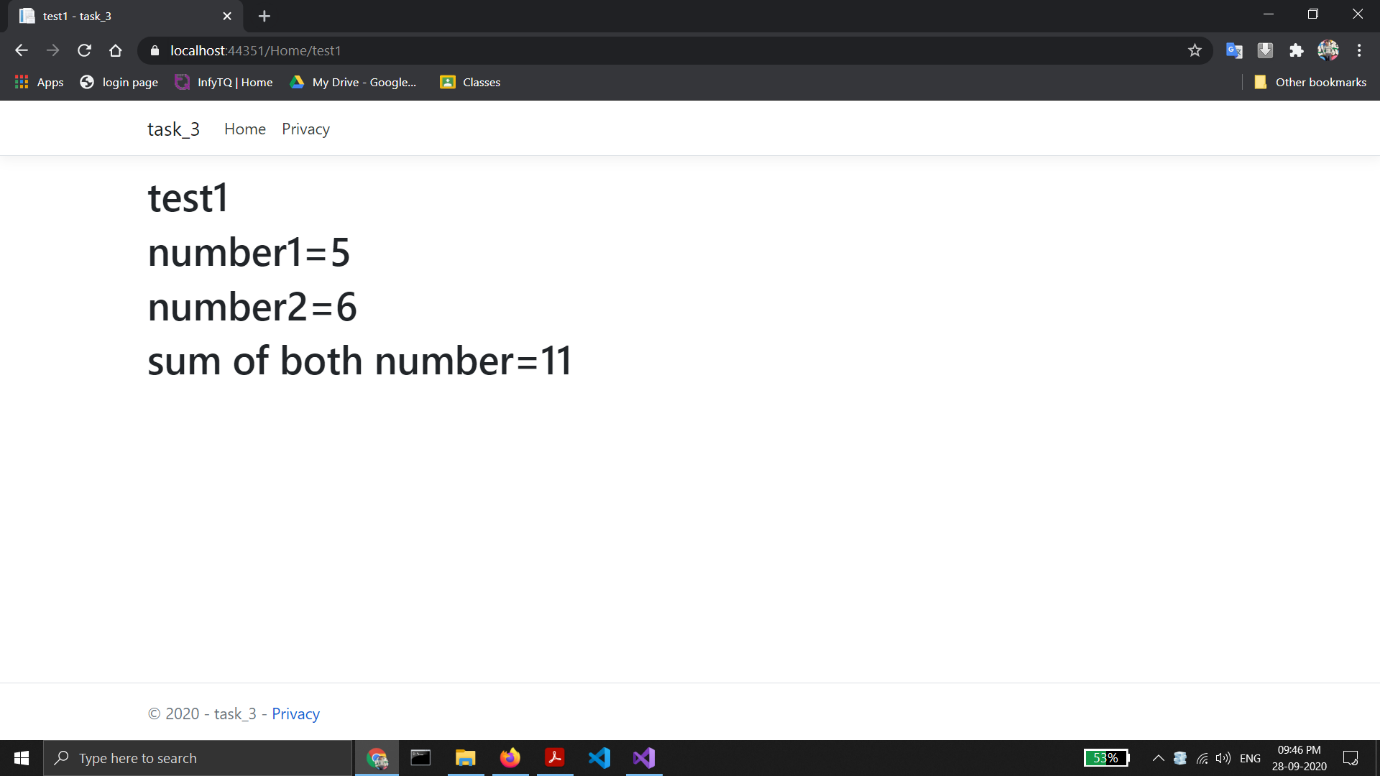 test1 - task_3
localhost:44351/Home/test1
Apps login page InfyTQ | Home My Drive - Google... Classes Other bookmarks
task_3 Home Privacy
test1
number1=5
number2=6
sum of both number=11
© 2020 - task_3 - Privacy
Type here to search
53% ENG 09:46 PM
28-09-2020